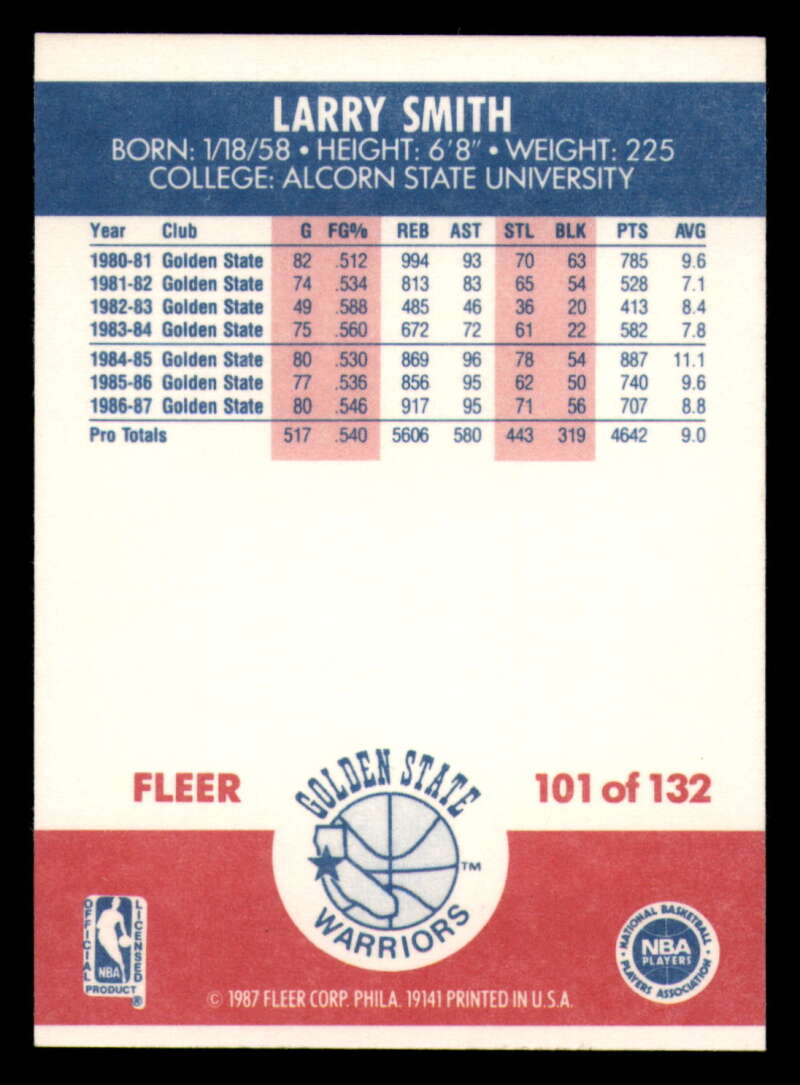 LARRY SMITH
BORN: 1/18/58 • HEIGHT: 6'8" • WEIGHT: 225
COLLEGE: ALCORN STATE UNIVERSITY
Year Club G FG% REB AST STL BLK PTS AVG
1980-81 Golden State 82 .512 994 93 70 63 785 9.6
1981-82 Golden State 74 .534 813 83 65 54 528 7.1
1982-83 Golden State 49 .588 485 46 36 20 413 8.4
1983-84 Golden State 75 .560 672 72 61 22 582 7.8
1984-85 Golden State 80 .530 869 96 78 54 887 11.1
1985-86 Golden State 77 .536 856 95 62 50 740 9.6
1986-87 Golden State 80 .546 917 95 71 56 707 8.8
Pro Totals 517 .540 5606 580 443 319 4642 9.0
FLEER
GOLDEN STATE
WARRIORS
TM
101 of 132
OFFICIAL
LICENSED
NBA
PRODUCT ®
NATIONAL BASKETBALL
NBA
PLAYERS
PLAYERS ASSOCIATION
© 1987 FLEER CORP. PHILA. 19141 PRINTED IN U.S.A.